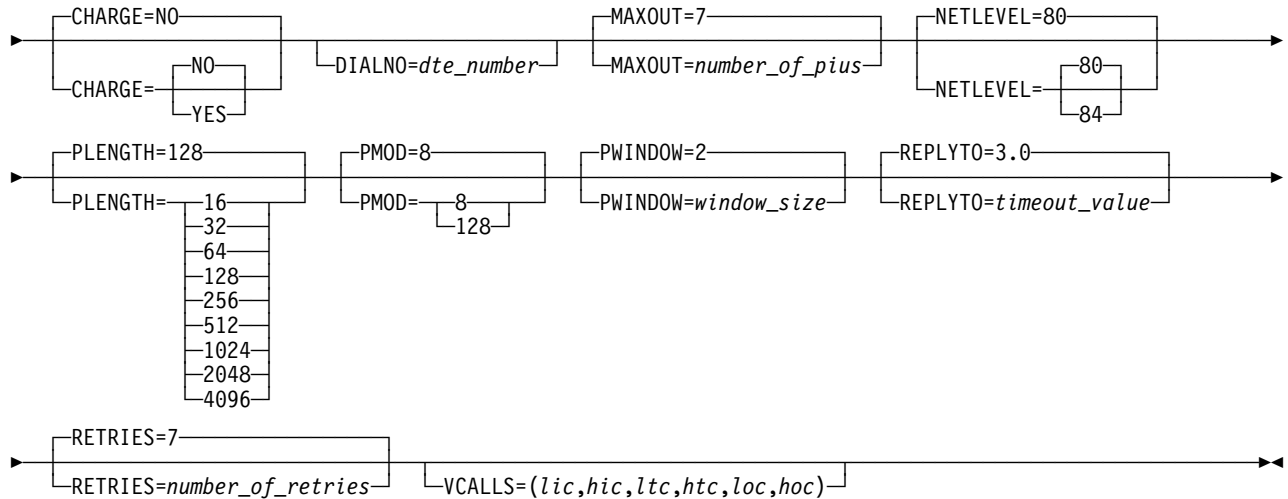 CHARGE=NO MAXOUT=7 NETLEVEL=80
NO DIALNO=dte_number MAXOUT=number_of_pius 80
CHARGE= NETLEVEL=
YES 84
PLENGTH=128 PMOD=8 PWINDOW=2 REPLYTO=3.0
PLENGTH= 16 PMOD= 8 PWINDOW=window_size REPLYTO=timeout_value
32 128
64
128
256
512
1024
2048
4096
RETRIES=7
RETRIES=number_of_retries VCALLS=(lic,hic,ltc,htc,loc,hoc)